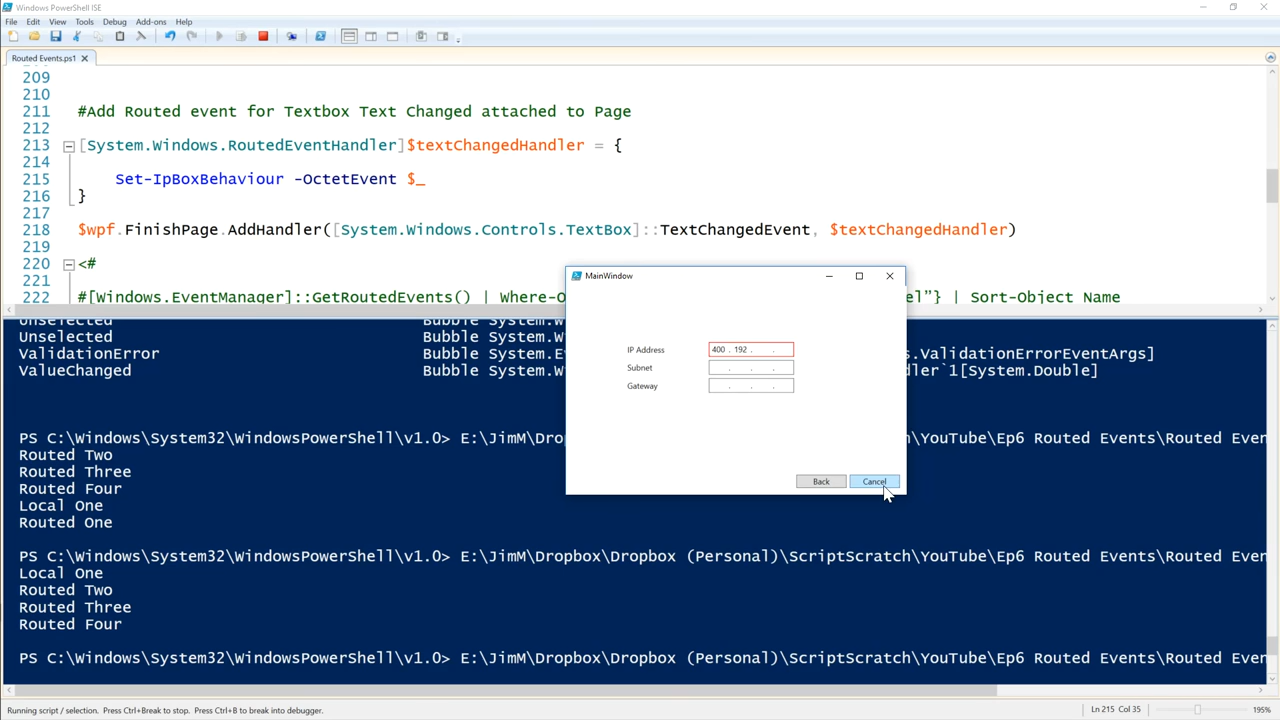 Windows PowerShell ISE
File Edit View Tools Debug Add-ons Help
Routed Events.ps1
209
210
211 #Add Routed event for Textbox Text Changed attached to Page
212
213 [System.Windows.RoutedEventHandler]$textChangedHandler = {
214
215 Set-IpBoxBehaviour -OctetEvent $_
216 }
217
218 $wpf.FinishPage.AddHandler([System.Windows.Controls.TextBox]::TextChangedEvent, $textChangedHandler)
219
220 <#
221
222 #[Windows.EventManager]::GetRoutedEvents() | Where-O el"} | Sort-Object Name
MainWindow
IP Address 400 . 192 . .
Subnet . . .
Gateway . . .
Back Cancel
Unselected Bubble System.W
Unselected Bubble System.W
ValidationError Bubble System.W s.ValidationErrorEventArgs]
ValueChanged Bubble System.W dler`1[System.Double]
PS C:\Windows\System32\WindowsPowerShell\v1.0> E:\JimM\Dro ch\YouTube\Ep6 Routed Events\Routed Even
Routed Two
Routed Three
Routed Four
Local One
Routed One
PS C:\Windows\System32\WindowsPowerShell\v1.0> E:\JimM\Dropbox\Dropbox (Personal)\ScriptScratch\YouTube\Ep6 Routed Events\Routed Even
Local One
Routed Two
Routed Three
Routed Four
PS C:\Windows\System32\WindowsPowerShell\v1.0> E:\JimM\Dropbox\Dropbox (Personal)\ScriptScratch\YouTube\Ep6 Routed Events\Routed Even
Running script / selection. Press Ctrl+Break to stop. Press Ctrl+B to break into debugger.
Ln 215 Col 35
195%